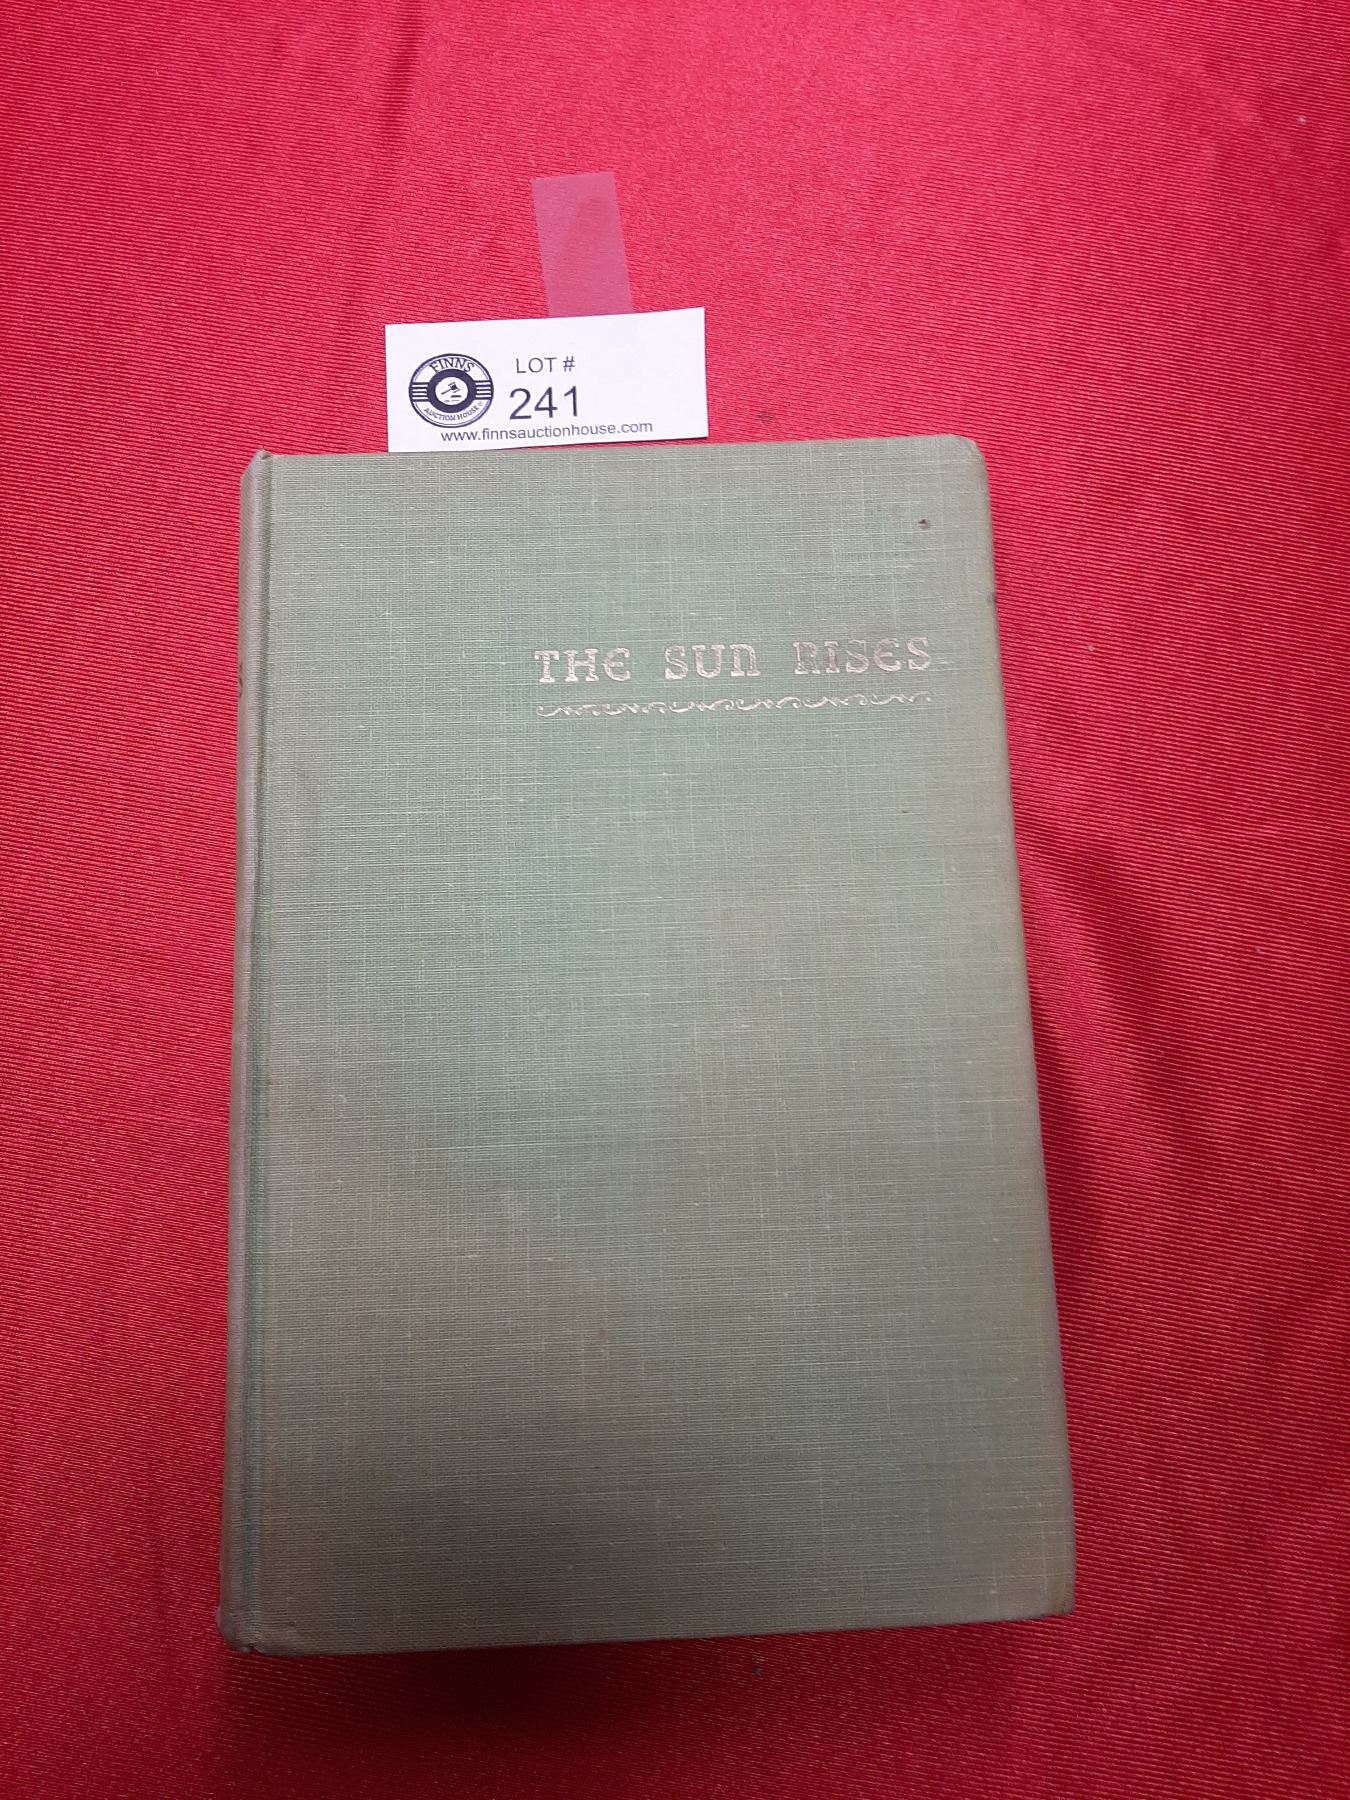 FINNS
AUCTION HOUSE
LOT #
241
www.finnsauctionhouse.com
THE SUN RISES